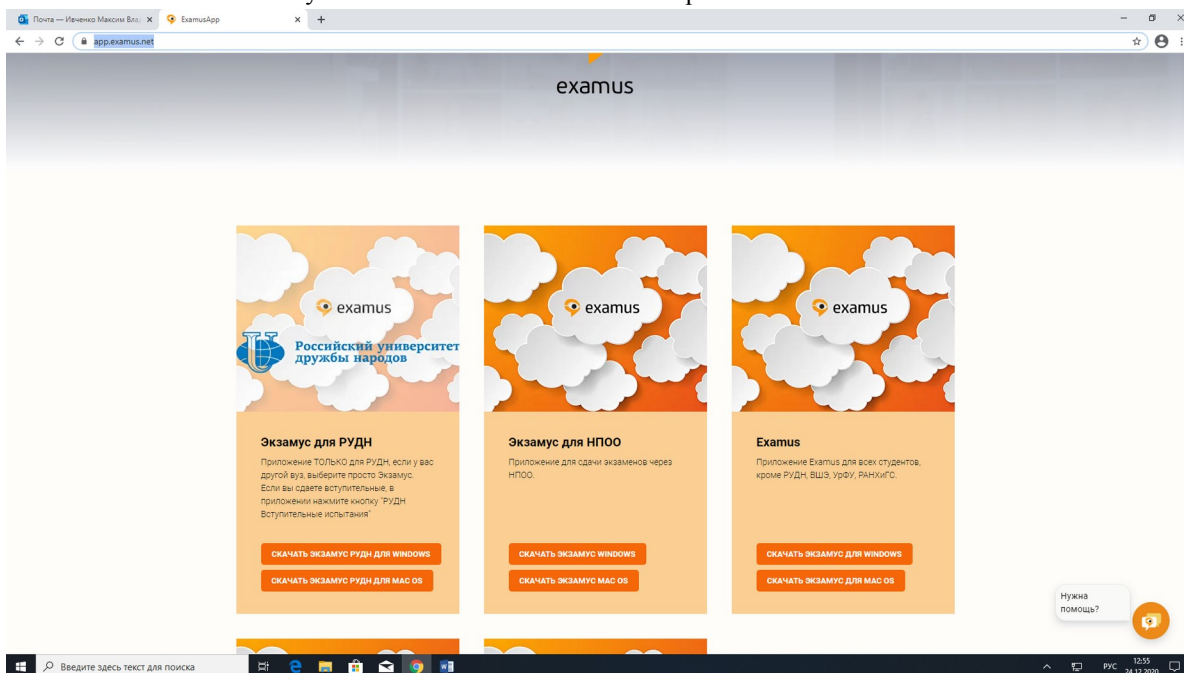 Почта — Ивченко Максим Вла
ExamusApp
app.examus.net
examus
examus
Российский университет
дружбы народов
examus
examus
Экзамус для РУДН
Приложение ТОЛЬКО для РУДН, если у вас
другой вуз, выберите просто Экзамус.
Если вы сдаете вступительные, в
приложении нажмите кнопку "РУДН
Вступительные испытания"
СКАЧАТЬ ЭКЗАМУС РУДН ДЛЯ WINDOWS
СКАЧАТЬ ЭКЗАМУС РУДН ДЛЯ MAC OS
Экзамус для НПОО
Приложение для сдачи экзаменов через
НПОО.
СКАЧАТЬ ЭКЗАМУС WINDOWS
СКАЧАТЬ ЭКЗАМУС MAC OS
Examus
Приложение Examus для всех студентов,
кроме РУДН, ВШЭ, УрФУ, РАНХиГС.
СКАЧАТЬ ЭКЗАМУС ДЛЯ WINDOWS
СКАЧАТЬ ЭКЗАМУС ДЛЯ MAC OS
Нужна
помощь?
Введите здесь текст для поиска
РУС
12:55
24.12.2020